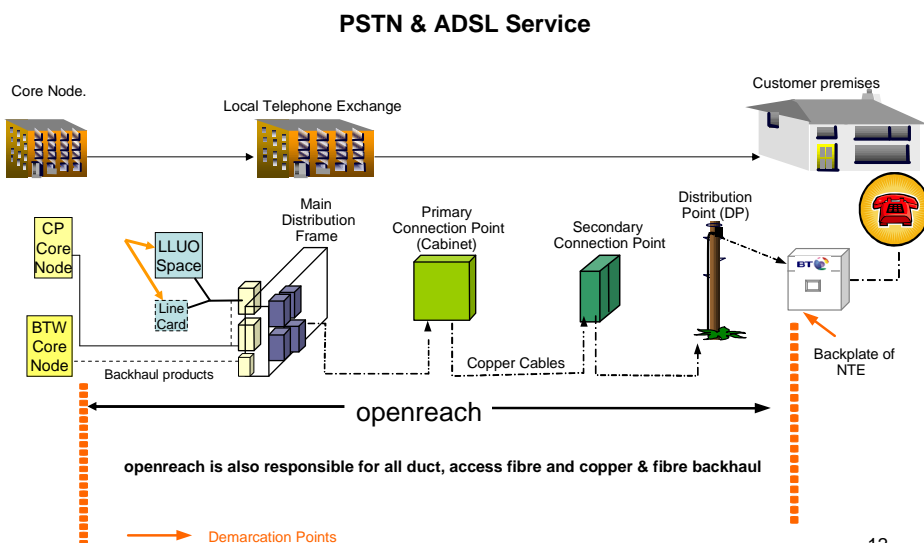 PSTN & ADSL Service
Core Node.
Local Telephone Exchange
Customer premises
CP
Core
Node
LLUO
Space
Line
Card
Main
Distribution
Frame
Primary
Connection Point
(Cabinet)
Secondary
Connection Point
Distribution
Point (DP)
BT
BTW
Core
Node
Backhaul products
Copper Cables
Backplate of
NTE
openreach
openreach is also responsible for all duct, access fibre and copper & fibre backhaul
Demarcation Points